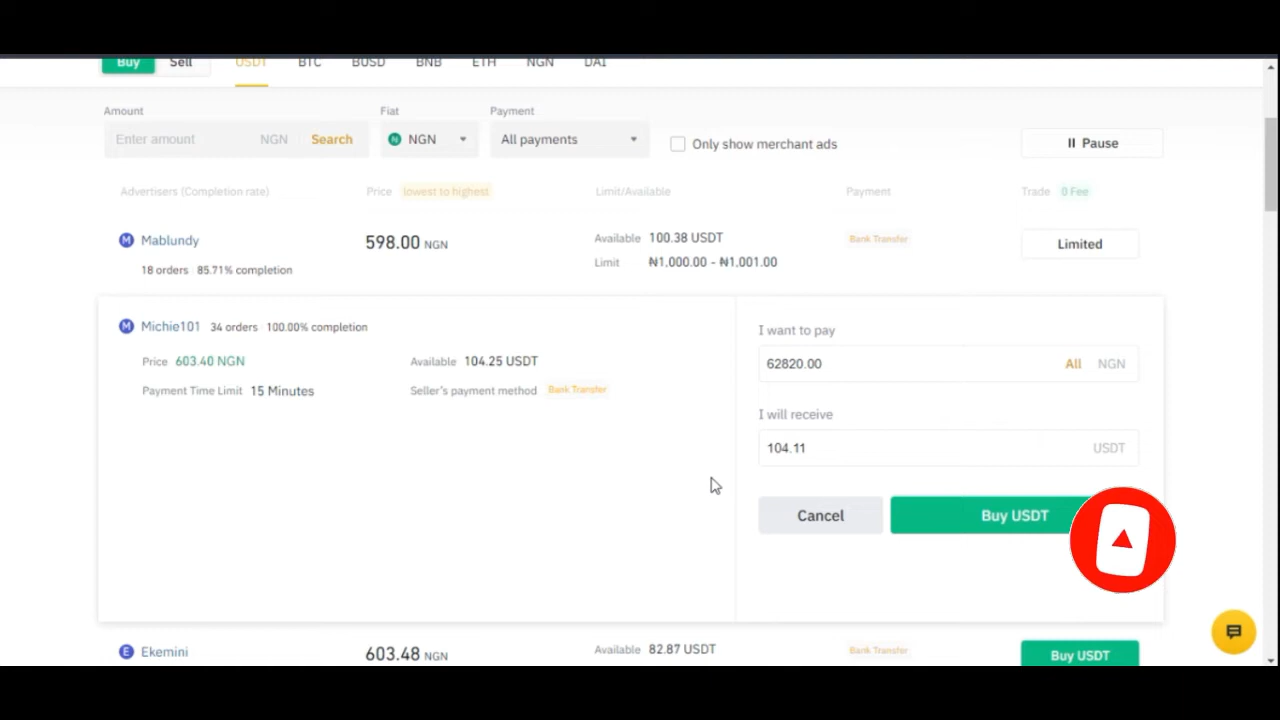 Buy Sell USDT BTC BUSD BNB ETH NGN DAI
Amount Fiat Payment
Enter amount NGN Search NGN All payments Only show merchant ads Pause
Advertisers (Completion rate) Price lowest to highest Limit/Available Payment Trade 0 Fee
M Mablundy 598.00 NGN Available 100.38 USDT Bank Transfer Limited
18 orders 85.71% completion Limit ₦1,000.00 - ₦1,001.00
M Michie101 34 orders 100.00% completion
Price 603.40 NGN Available 104.25 USDT
Payment Time Limit 15 Minutes Seller's payment method Bank Transfer
I want to pay
62820.00 All NGN
I will receive
104.11 USDT
Cancel Buy USDT
E Ekemini 603.48 NGN Available 82.87 USDT Bank Transfer Buy USDT